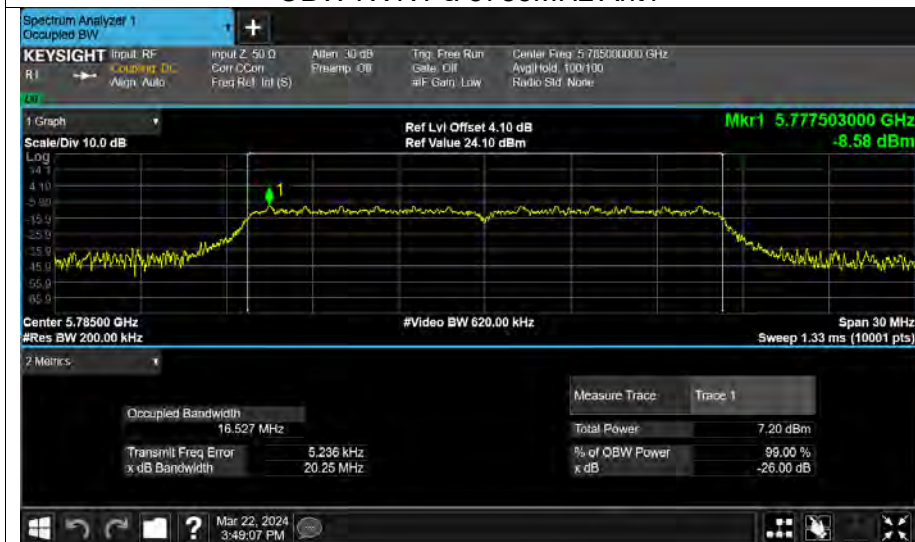 Spectrum Analyzer 1
Occupied BW
KEYSIGHT Input: RF Input Z: 50 Ω Atten: 30 dB Trig: Free Run Center Freq: 5.785000000 GHz
Coupling: DC Corr CCorr Preamp: Off Gate: Off Avg|Hold: 100/100
Align: Auto Freq Ref: Int (S) #IF Gain: Low Radio Std: None
1 Graph
Ref Lvl Offset 4.10 dB
Mkr1 5.777503000 GHz
Scale/Div 10.0 dB
Ref Value 24.10 dBm
-8.58 dBm
Log
14.1
4.10
1
-5.90
-15.9
-25.9
-35.9
-45.9
-55.9
-65.9
Center 5.78500 GHz
#Video BW 620.00 kHz
Span 30 MHz
#Res BW 200.00 kHz
Sweep 1.33 ms (10001 pts)
2 Metrics
Measure Trace Trace 1
Occupied Bandwidth
16.527 MHz
Total Power 7.20 dBm
Transmit Freq Error 5.236 kHz
% of OBW Power 99.00 %
x dB Bandwidth 20.25 MHz
x dB -26.00 dB
Mar 22, 2024
3:49:07 PM